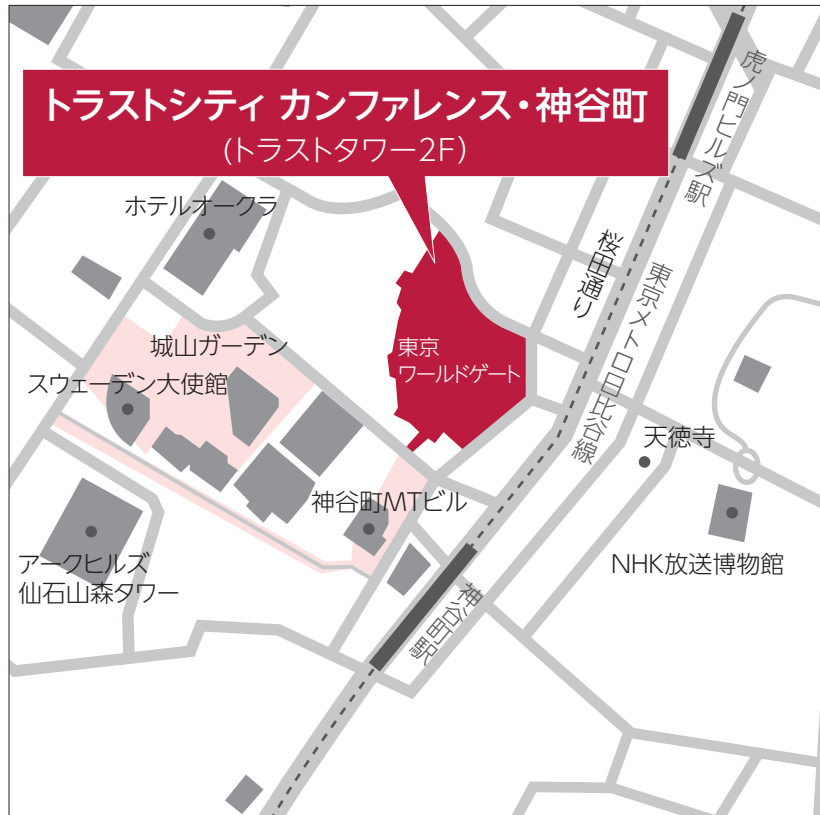 トラストシティ カンファレンス・神谷町
(トラストタワー2F)
虎ノ門ヒルズ駅
ホテルオークラ
桜田通り
東京メトロ日比谷線
城山ガーデン
東京
ワールドゲート
スウェーデン大使館
天徳寺
神谷町MTビル
アークヒルズ
仙石山森タワー
NHK放送博物館
神谷町駅